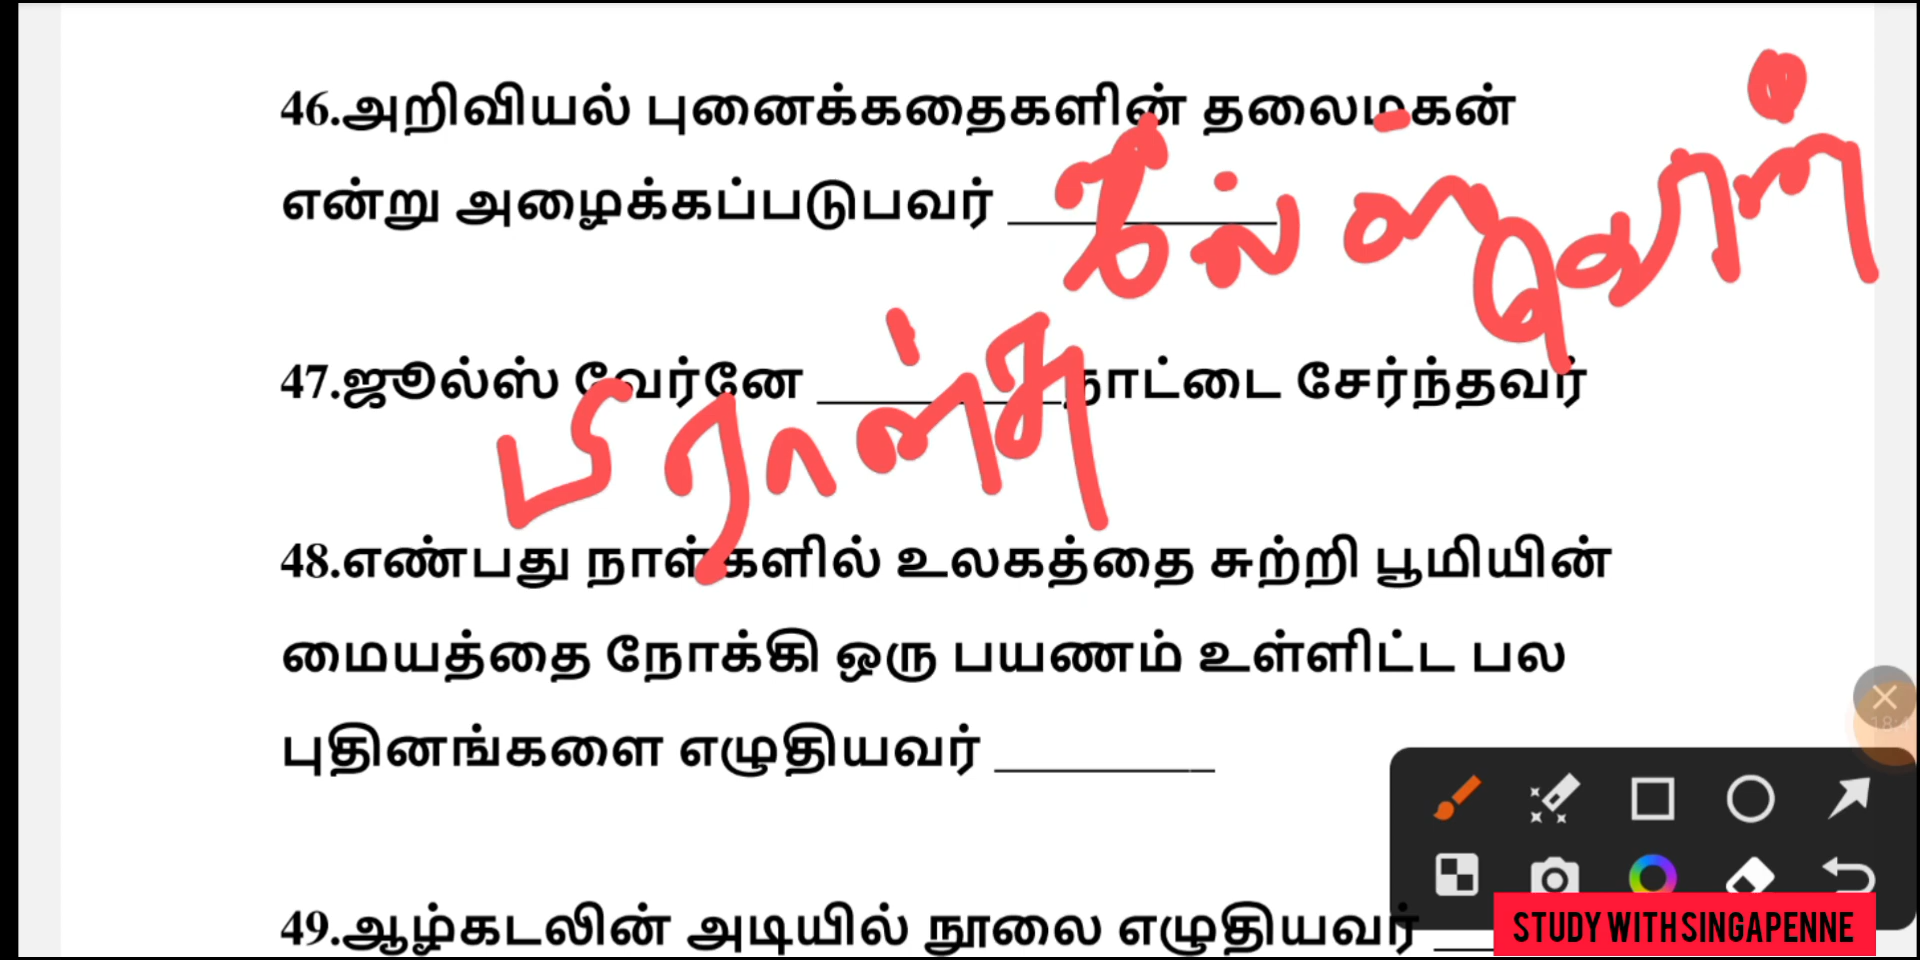 46.அறிவியல் புனைக்கதைகளின் தலைமகன்
என்று அழைக்கப்படுபவர் __________
47.ஜூல்ஸ் வேர்னே _________நாட்டை சேர்ந்தவர்
பிரான்சு
48.எண்பது நாள்களில் உலகத்தை சுற்றி பூமியின்
மையத்தை நோக்கி ஒரு பயணம் உள்ளிட்ட பல
புதினங்களை எழுதியவர் ________
49.ஆழ்கடலின் அடியில் நூலை எழுதியவர்
STUDY WITH SINGAPENNE